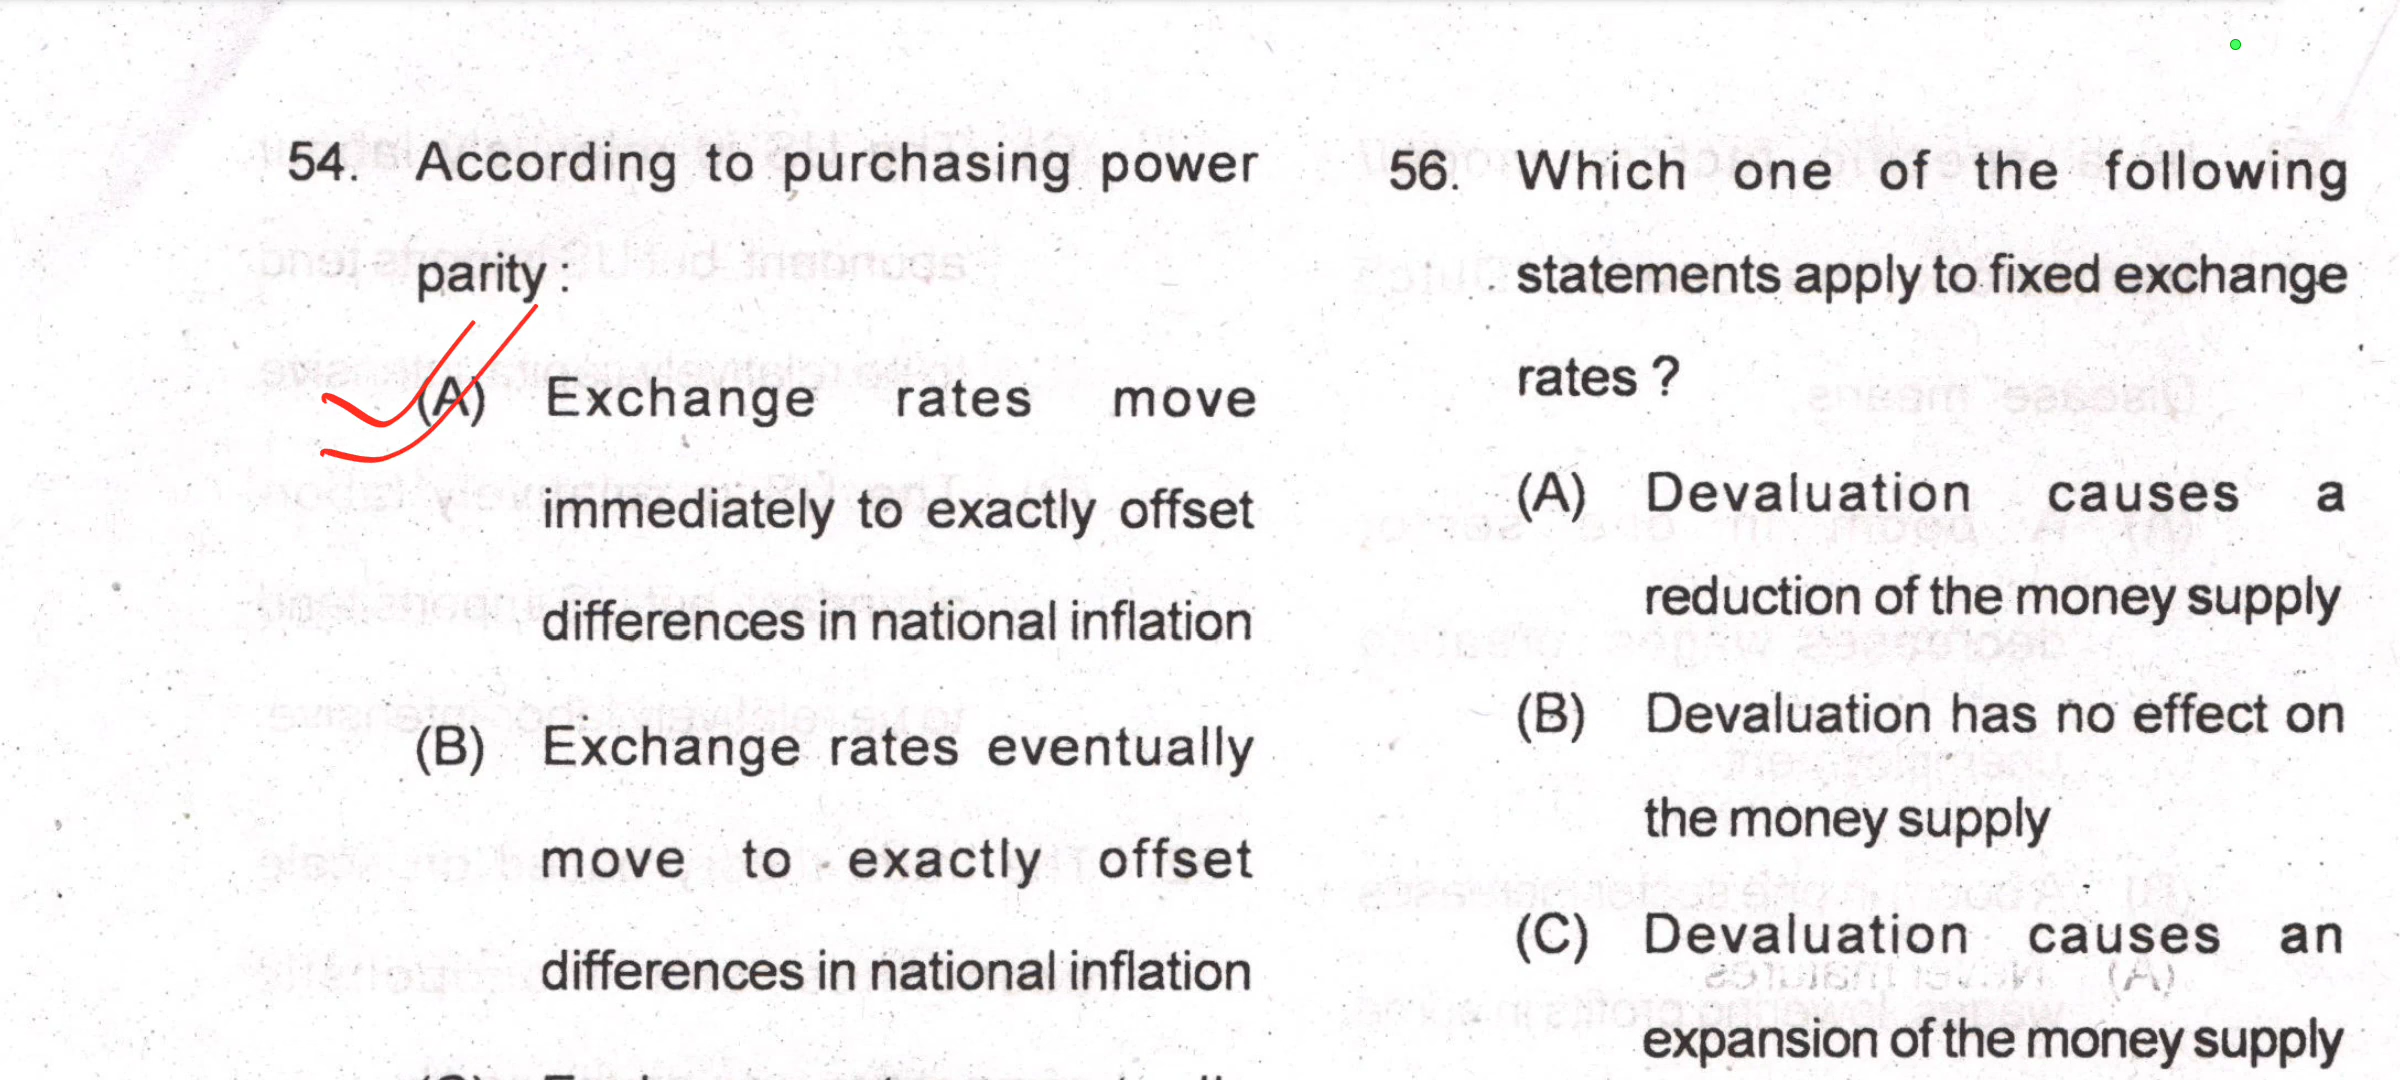 54. According to purchasing power
parity :
(A) Exchange rates move
immediately to exactly offset
differences in national inflation
(B) Exchange rates eventually
move to exactly offset
differences in national inflation
56. Which one of the following
statements apply to fixed exchange
rates ?
(A) Devaluation causes a
reduction of the money supply
(B) Devaluation has no effect on
the money supply
(C) Devaluation causes an
expansion of the money supply